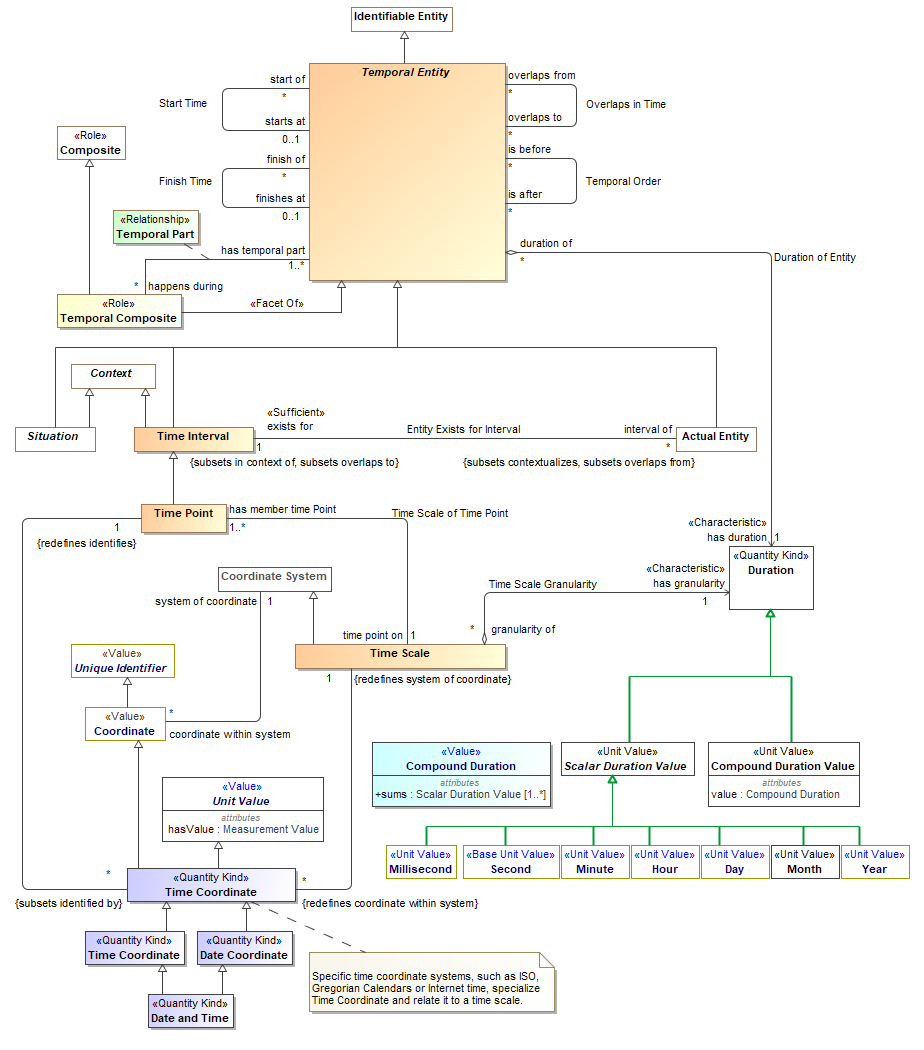 Identifiable Entity
Temporal Entity
start of
*
Start Time
starts at
0..1
finish of
*
Finish Time
finishes at
0..1
overlaps from
*
Overlaps in Time
overlaps to
*
is before
*
Temporal Order
is after
*
«Role»
Composite
«Relationship»
Temporal Part
has temporal part
1..*
* happens during
«Role»
Temporal Composite
«Facet Of»
duration of
*
Duration of Entity
Context
Situation
Time Interval
«Sufficient»
exists for
1
Entity Exists for Interval
interval of
*
Actual Entity
{subsets in context of, subsets overlaps to}
{subsets contextualizes, subsets overlaps from}
Time Point
1
{redefines identifies}
has member time Point
1..*
Time Scale of Time Point
«Characteristic»
has duration
1
«Quantity Kind»
Duration
Coordinate System
system of coordinate
1
Time Scale Granularity
«Characteristic»
has granularity
1
* granularity of
time point on
1
Time Scale
1
{redefines system of coordinate}
«Value»
Unique Identifier
«Value»
Coordinate
*
coordinate within system
«Value»
Compound Duration
attributes
+sums : Scalar Duration Value [1..*]
«Unit Value»
Scalar Duration Value
«Unit Value»
Compound Duration Value
attributes
value : Compound Duration
«Value»
Unit Value
attributes
hasValue : Measurement Value
«Unit Value»
Millisecond
«Base Unit Value»
Second
«Unit Value»
Minute
«Unit Value»
Hour
«Unit Value»
Day
«Unit Value»
Month
«Unit Value»
Year
*
{subsets identified by}
«Quantity Kind»
Time Coordinate
*
{redefines coordinate within system}
«Quantity Kind»
Time Coordinate
«Quantity Kind»
Date Coordinate
«Quantity Kind»
Date and Time
Specific time coordinate systems, such as ISO,
Gregorian Calendars or Internet time, specialize
Time Coordinate and relate it to a time scale.